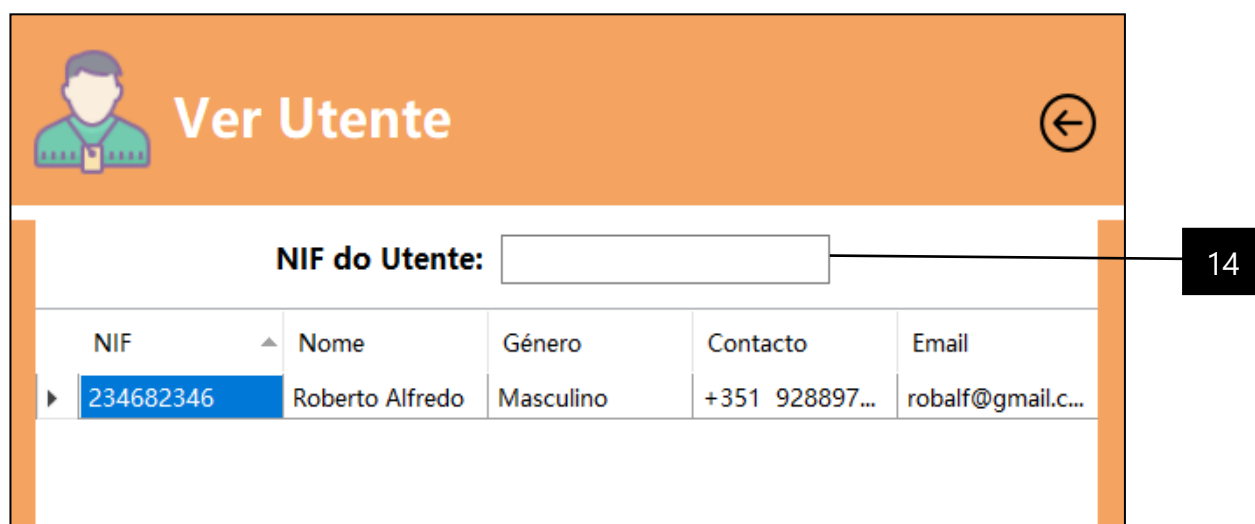 Ver Utente
NIF do Utente:
14
NIF Nome Género Contacto Email
234682346 Roberto Alfredo Masculino +351 928897... robalf@gmail.c...